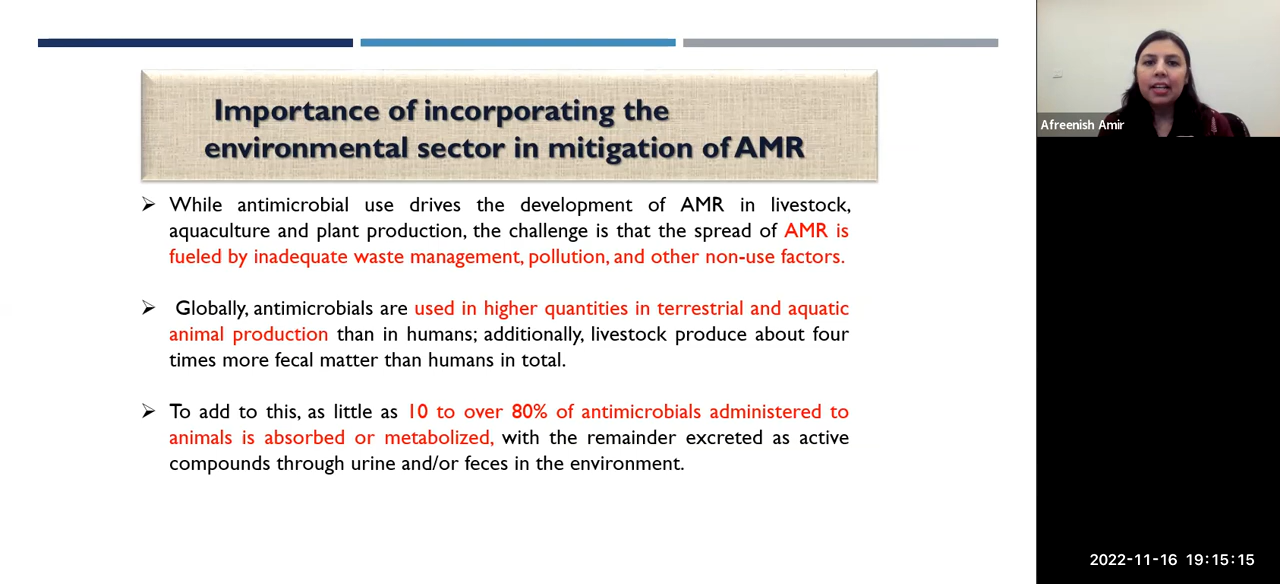 Importance of incorporating the
environmental sector in mitigation of AMR
➢ While antimicrobial use drives the development of AMR in livestock,
aquaculture and plant production, the challenge is that the spread of AMR is
fueled by inadequate waste management, pollution, and other non-use factors.
➢ Globally, antimicrobials are used in higher quantities in terrestrial and aquatic
animal production than in humans; additionally, livestock produce about four
times more fecal matter than humans in total.
➢ To add to this, as little as 10 to over 80% of antimicrobials administered to
animals is absorbed or metabolized, with the remainder excreted as active
compounds through urine and/or feces in the environment.
Afreenish Amir
2022-11-16 19:15:15